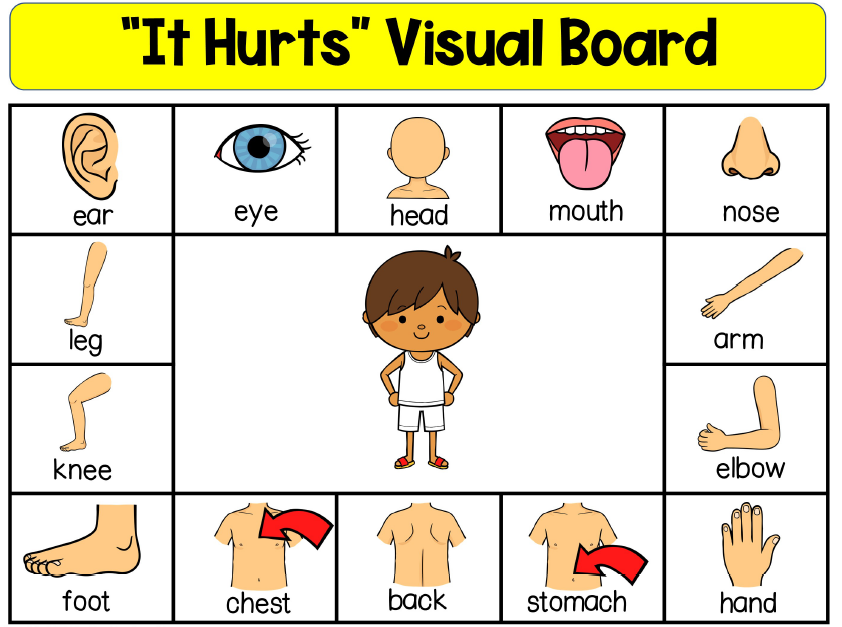 "It Hurts" Visual Board
ear
eye
head
mouth
nose
leg
arm
knee
elbow
foot
chest
back
stomach
hand